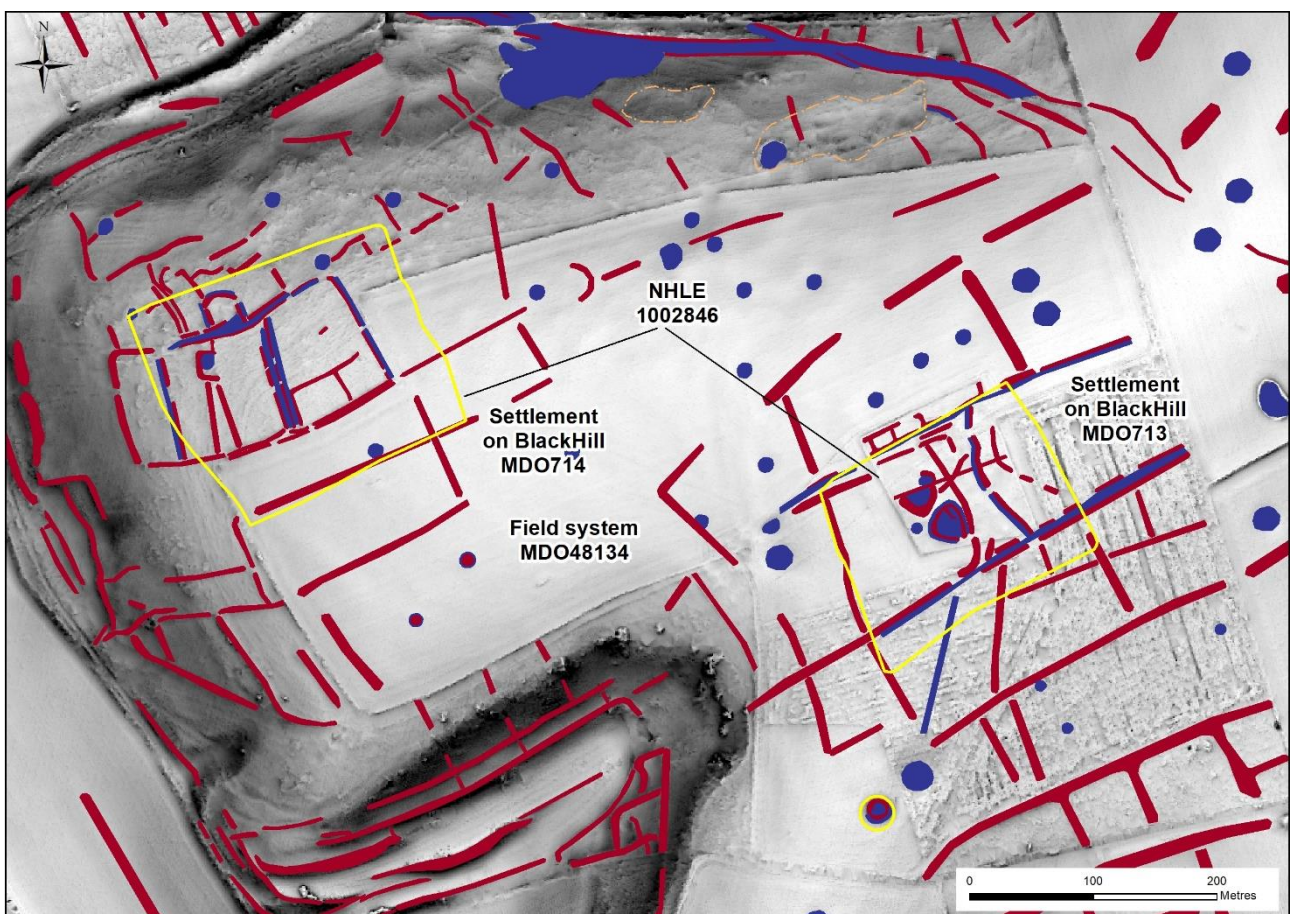 N
NHLE
1002846
Settlement
on BlackHill
MDO713
Settlement
on BlackHill
MDO714
Field system
MDO48134
0 100 200
Metres